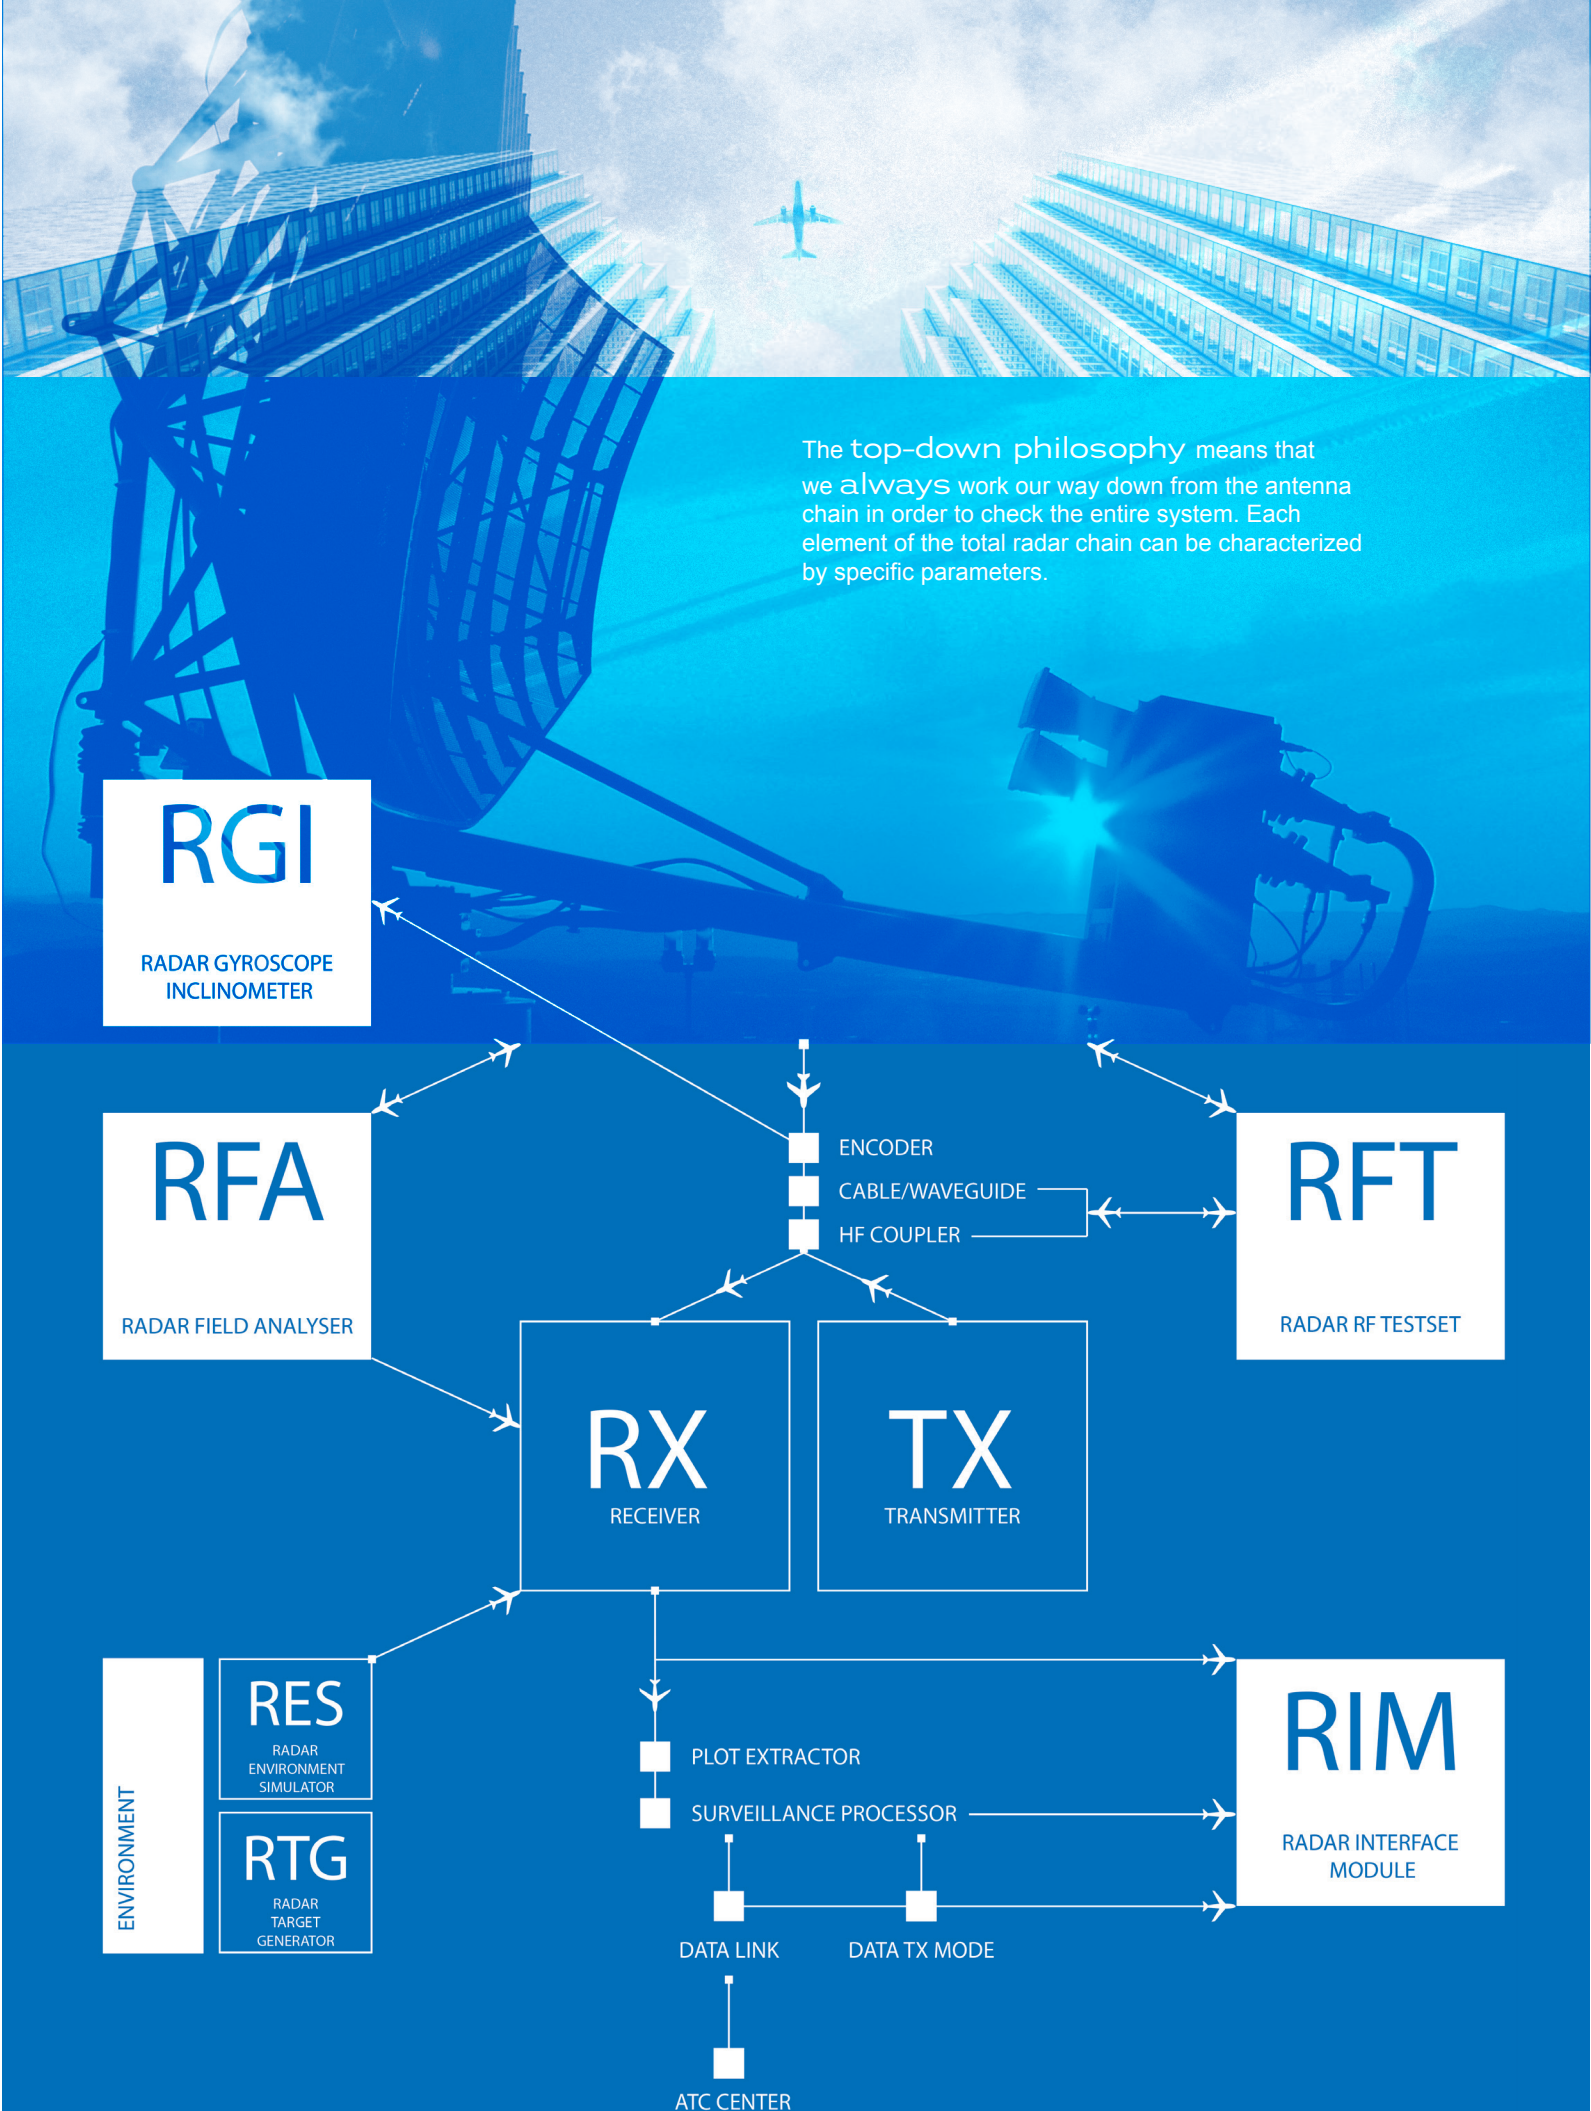 The top-down philosophy means that
we always work our way down from the antenna
chain in order to check the entire system. Each
element of the total radar chain can be characterized
by specific parameters.
RGI
RADAR GYROSCOPE
INCLINOMETER
RFA
RADAR FIELD ANALYSER
ENCODER
CABLE/WAVEGUIDE
HF COUPLER
RFT
RADAR RF TESTSET
RX
RECEIVER
TX
TRANSMITTER
ENVIRONMENT
RES
RADAR
ENVIRONMENT
SIMULATOR
RTG
RADAR
TARGET
GENERATOR
PLOT EXTRACTOR
SURVEILLANCE PROCESSOR
DATA LINK
DATA TX MODE
ATC CENTER
RIM
RADAR INTERFACE
MODULE